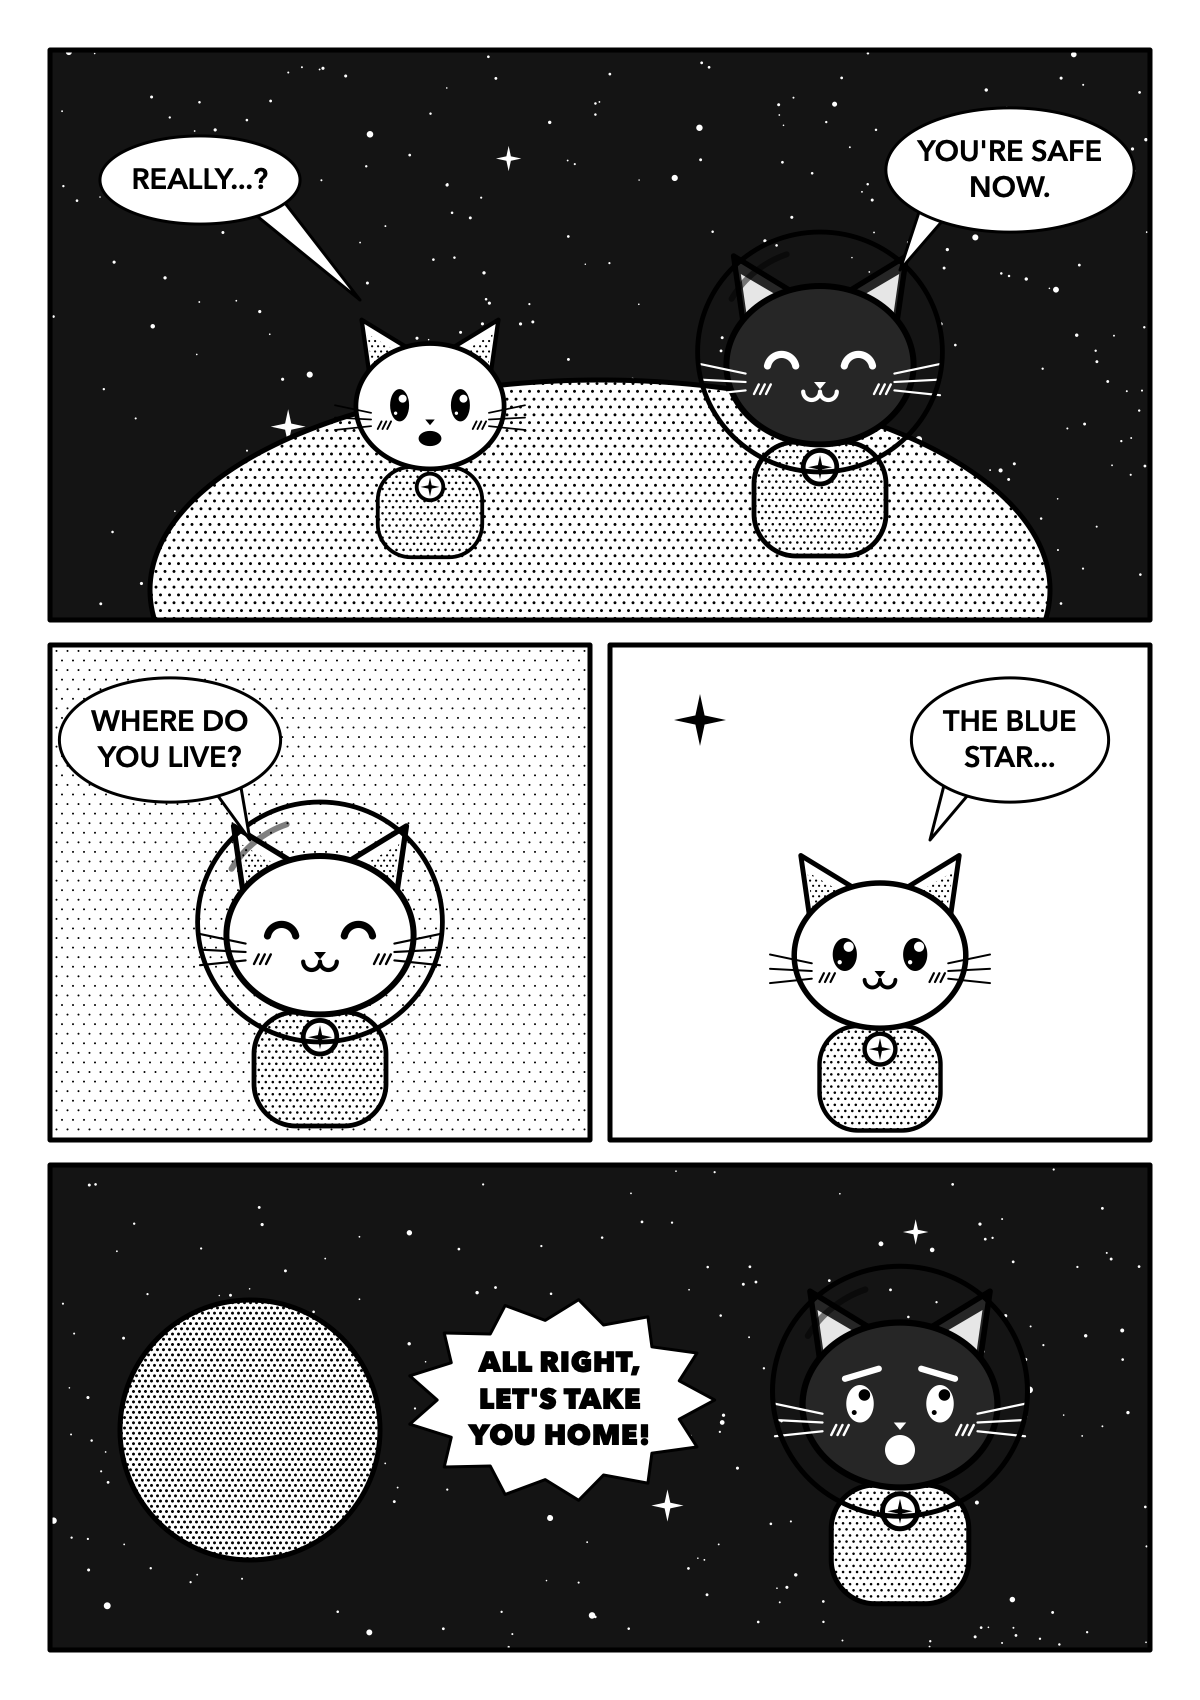 YOU'RE SAFE
NOW.
REALLY...?
WHERE DO
YOU LIVE?
THE BLUE
STAR...
ALL RIGHT,
LET'S TAKE
YOU HOME!